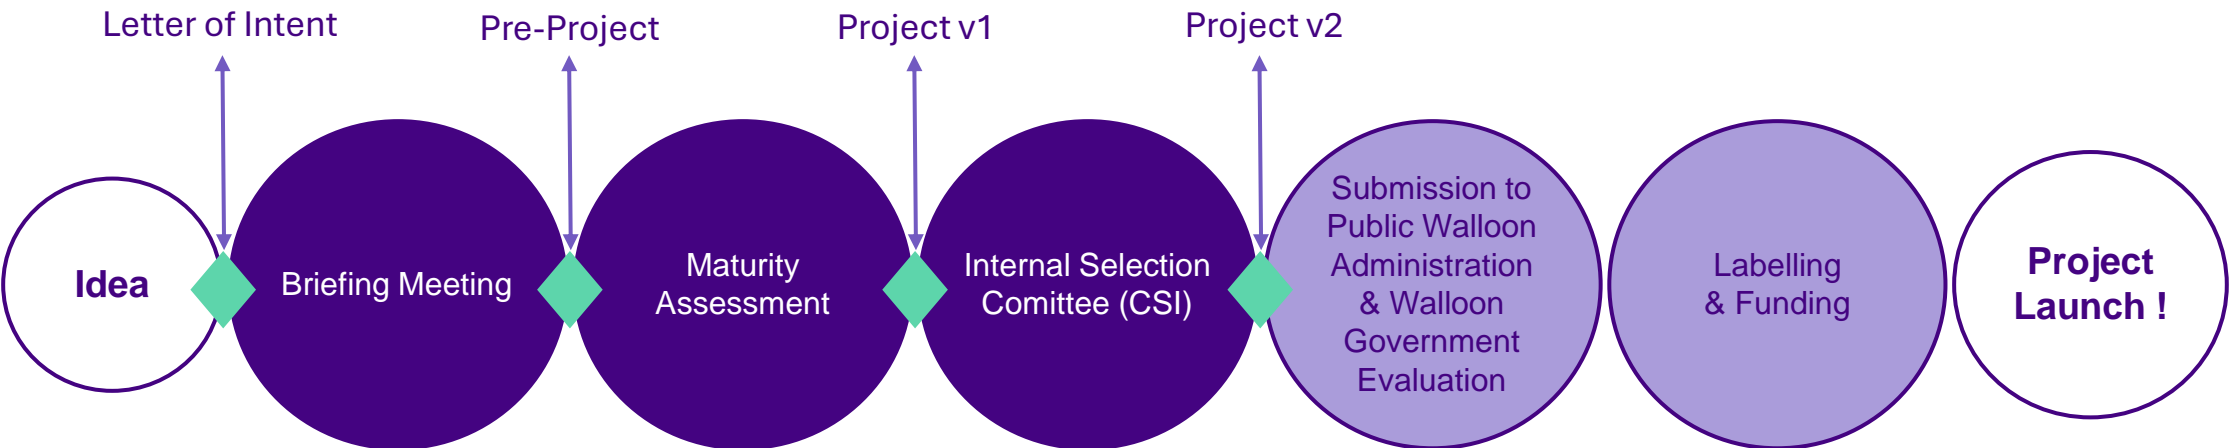 Letter of Intent
Pre-Project
Project v1
Project v2
Idea
Briefing Meeting
Maturity
Assessment
Internal Selection
Comittee (CSI)
Submission to
Public Walloon
Administration
& Walloon
Government
Evaluation
Labelling
& Funding
Project
Launch !